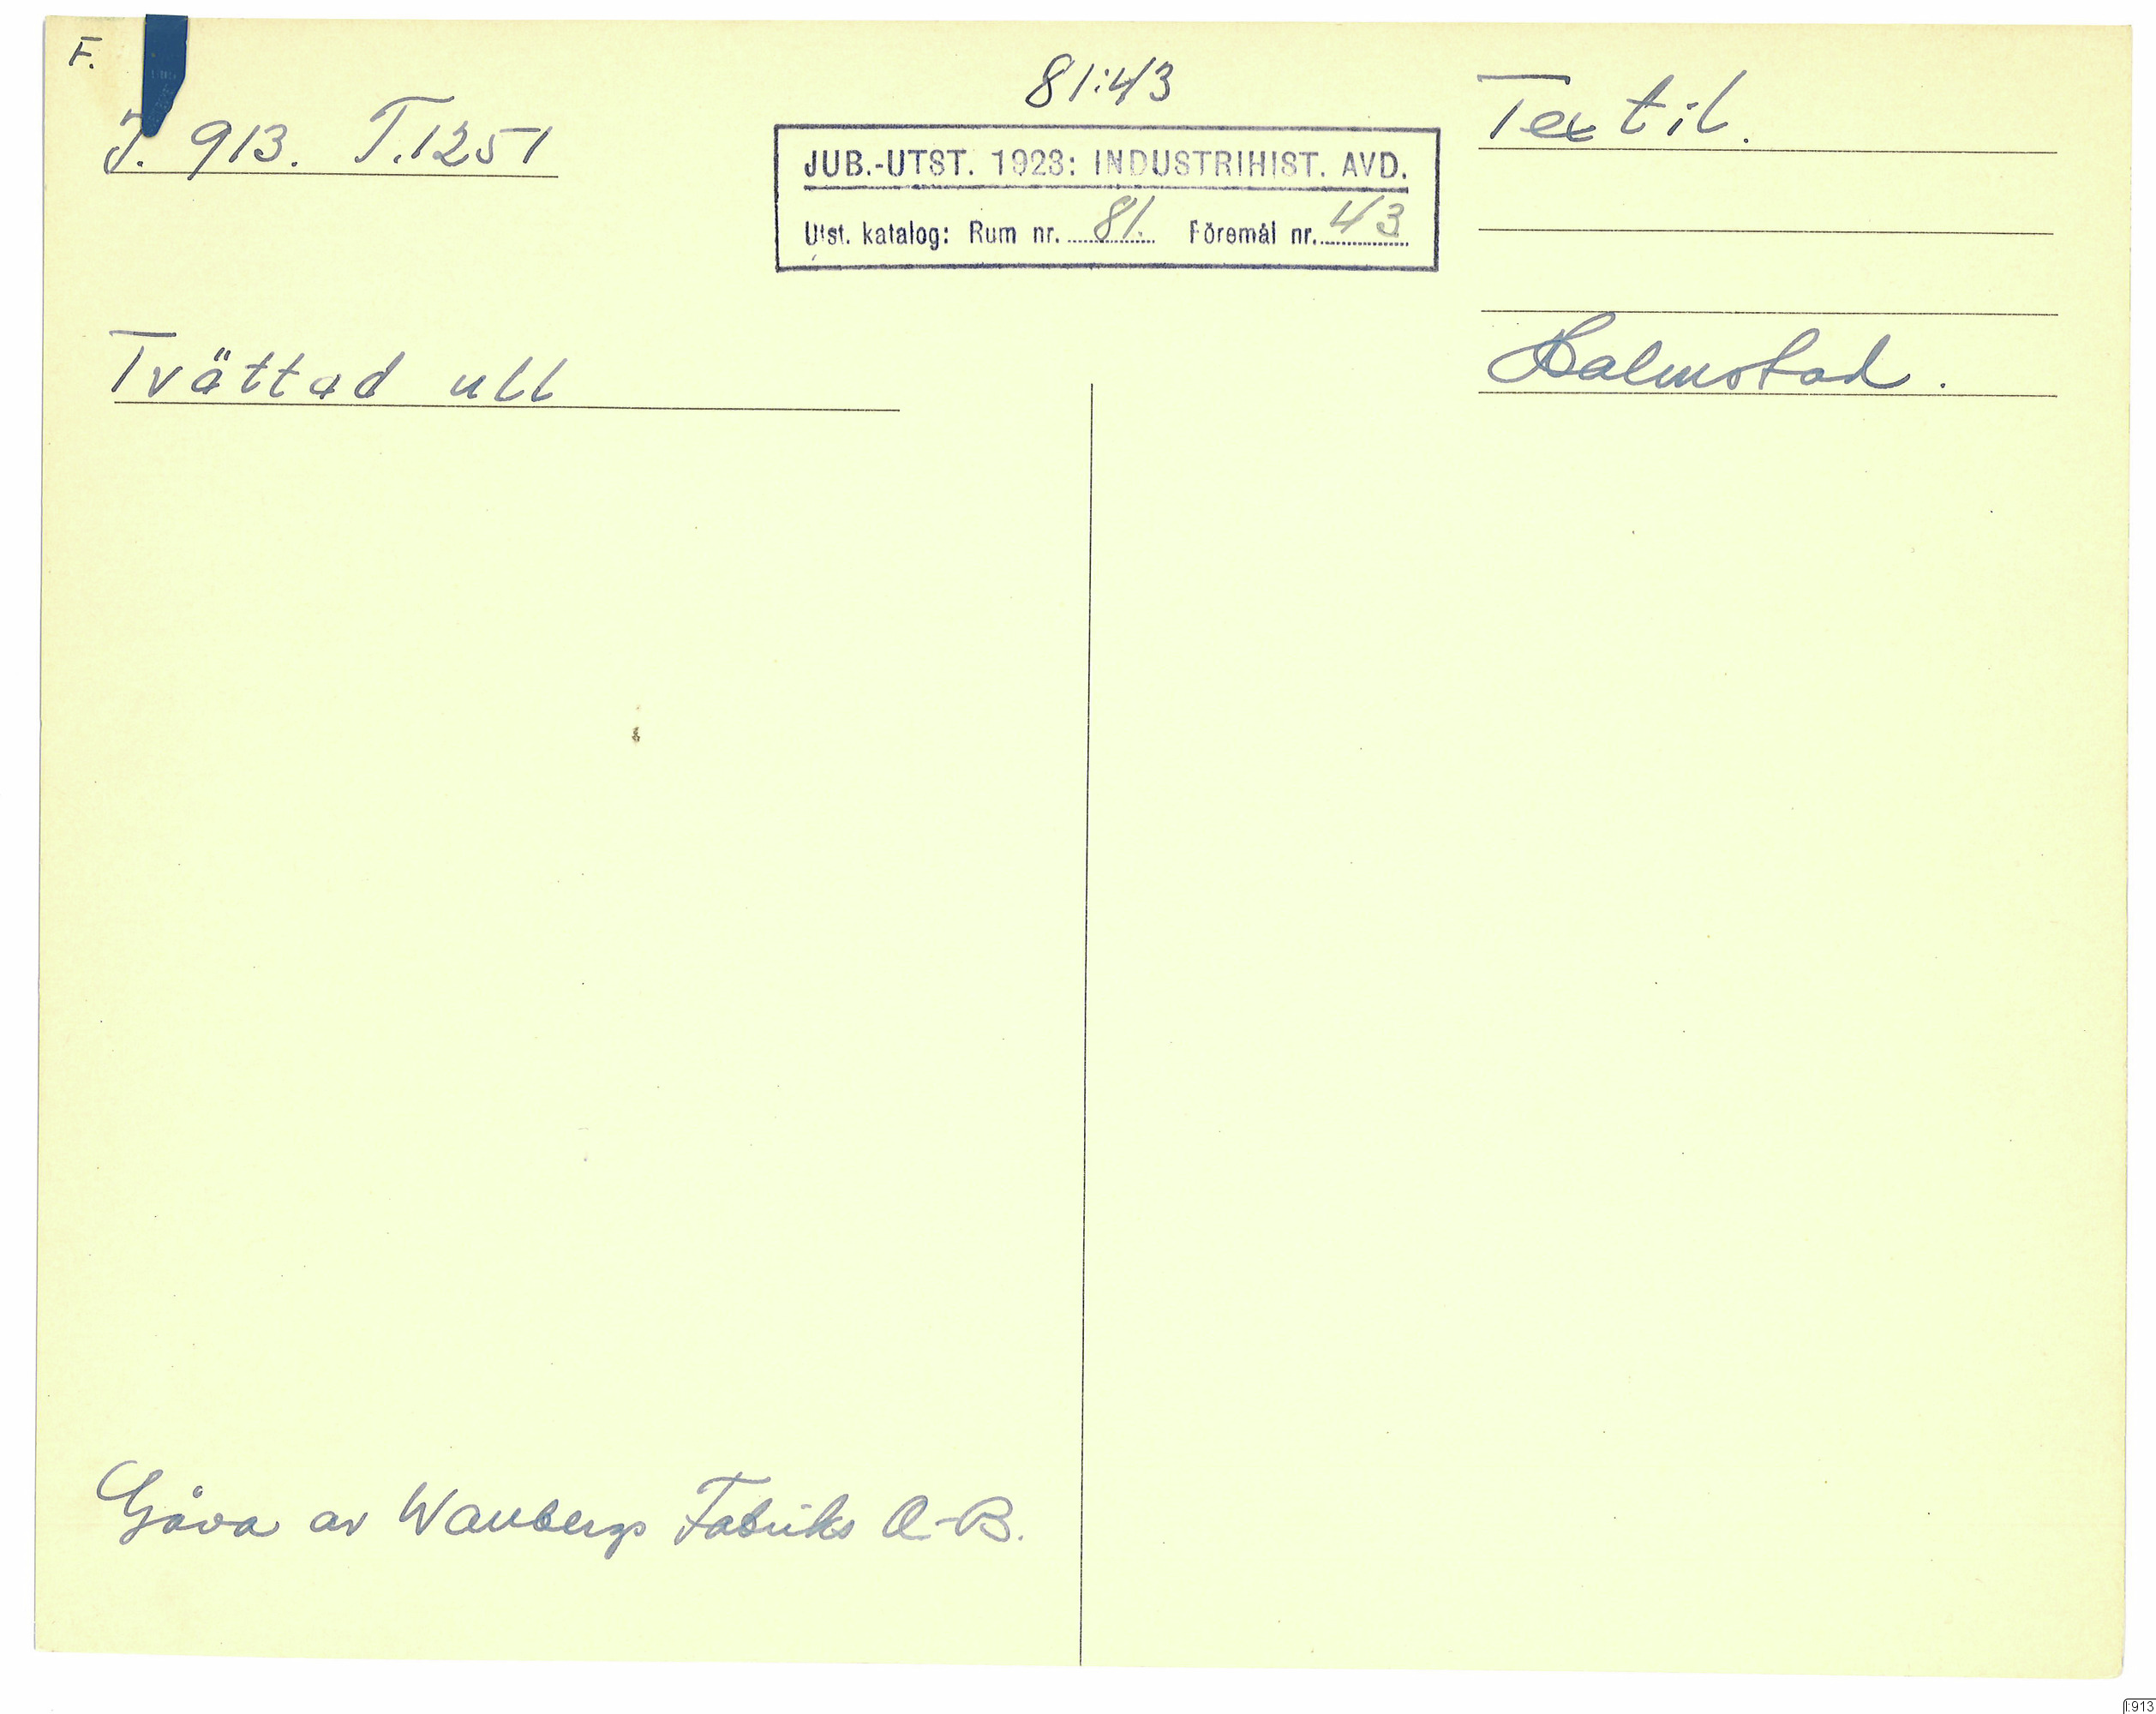 F.
81:43
Textil.
J. 913. T.1251
JUB.-UTST. 1923: INDUSTRIHIST. AVD.
Utst. katalog: Rum nr. 81. Föremål nr. 43
Tvättad ull
Halmstad.
Gåva av Wallbergs Fabriks A-B.
I:913